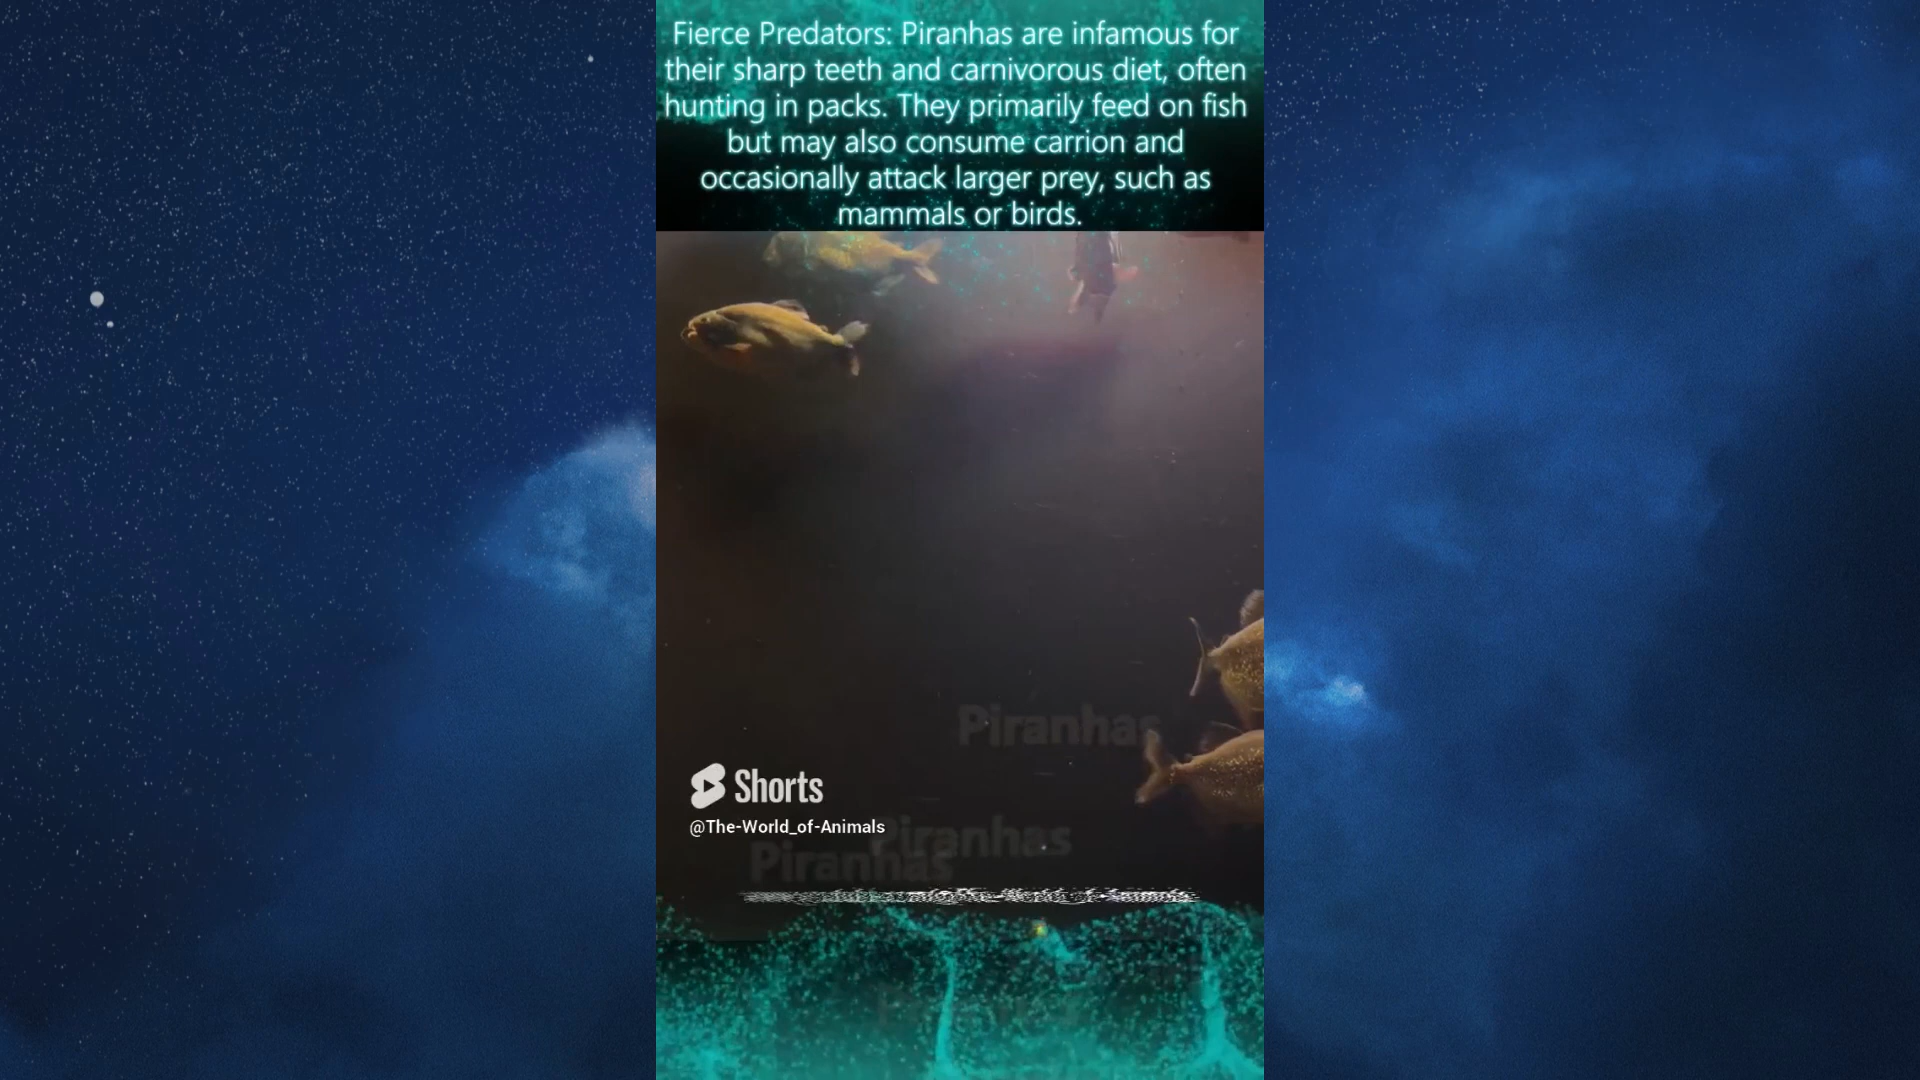 Fierce Predators: Piranhas are infamous for
their sharp teeth and carnivorous diet, often
hunting in packs. They primarily feed on fish
but may also consume carrion and
occasionally attack larger prey, such as
mammals or birds.
Piranhas
Shorts
@The-World_of-Animals
Piranhas
Piranhas